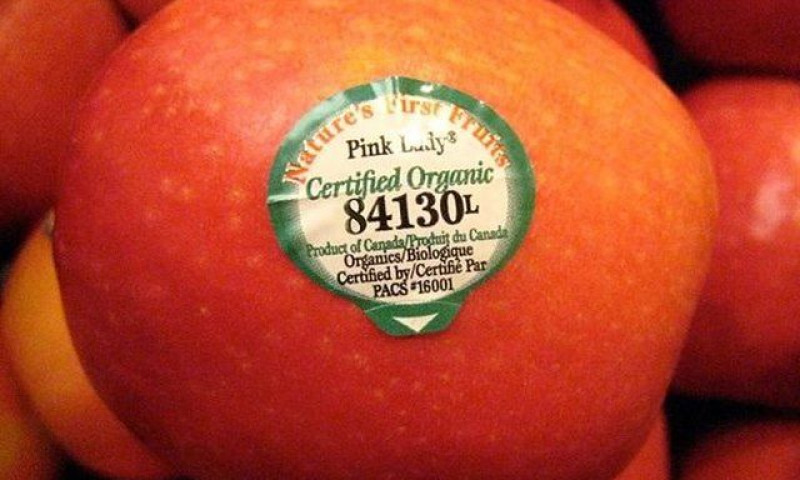 Nature's First Fruits
Pink Lady®
Certified Organic
84130L
Product of Canada/Produit du Canada
Organics/Biologique
Certified by/Certifié Par
PACS #16001